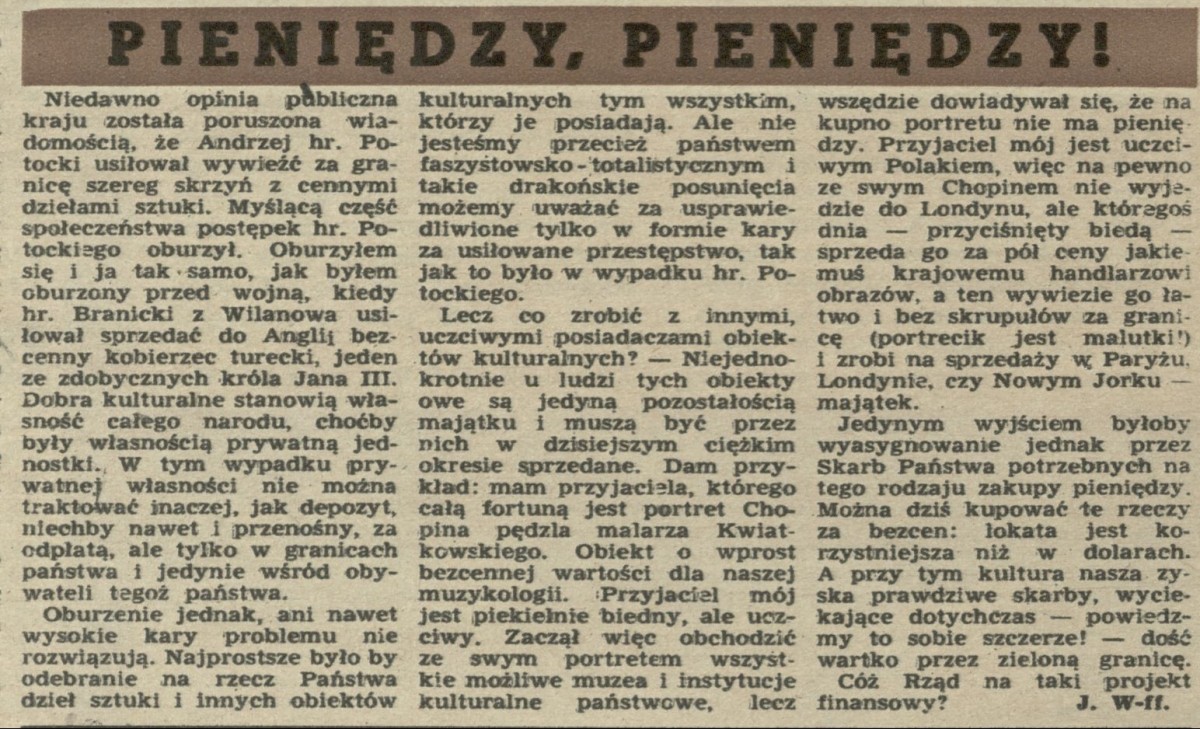 PIENIĘDZY, PIENIĘDZY!
Niedawno opinia publiczna
kraju została poruszona wia-
domością, że Andrzej hr. Po-
tocki usiłował wywieźć za gra-
nicę szereg skrzyń z cennymi
dziełami sztuki. Myślącą część
społeczeństwa postępek hr. Po-
tockiego oburzył. Oburzyłem
się i ja tak samo, jak byłem
oburzony przed wojną, kiedy
hr. Branicki z Wilanowa usi-
łował sprzedać do Anglii bez-
cenny kobierzec turecki, jeden
ze zdobycznych króla Jana III.
Dobra kulturalne stanowią wła-
sność całego narodu, choćby
były własnością prywatną jed-
nostki. W tym wypadku pry-
watnej własności nie można
traktować inaczej, jak depozyt,
niechby nawet i przenośny, za
odpłatą, ale tylko w granicach
państwa i jedynie wśród oby-
wateli tegoż państwa.
Oburzenie jednak, ani nawet
wysokie kary problemu nie
rozwiązują. Najprostsze było by
odebranie na rzecz Państwa
dzieł sztuki i innych obiektów
kulturalnych tym wszystkim,
którzy je posiadają. Ale nie
jesteśmy przecież państwem
faszystowsko-totalistycznym i
takie drakońskie posunięcia
możemy uważać za usprawie-
dliwione tylko w formie kary
za usiłowane przestępstwo, tak
jak to było w wypadku hr. Po-
tockiego.
Lecz co zrobić z innymi,
uczciwymi posiadaczami obiek-
tów kulturalnych? — Niejedno-
krotnie u ludzi tych obiekty
owe są jedyną pozostałością
majątku i muszą być przez
nich w dzisiejszym ciężkim
okresie sprzedane. Dam przy-
kład: mam przyjaciela, którego
całą fortuną jest portret Cho-
pina pędzla malarza Kwiat-
kowskiego. Obiekt o wprost
bezcennej wartości dla naszej
muzykologii. Przyjaciel mój
jest piekielnie biedny, ale ucz-
ciwy. Zaczął więc obchodzić
ze swym portretem wszyst-
kie możliwe muzea i instytucje
kulturalne państwowe, lecz
wszędzie dowiadywał się, że na
kupno portretu nie ma pienię-
dzy. Przyjaciel mój jest uczci-
wym Polakiem, więc na pewno
ze swym Chopinem nie wyje-
dzie do Londynu, ale któregoś
dnia — przyciśnięty biedą —
sprzeda go za pół ceny jakie-
muś krajowemu handlarzowi
obrazów, a ten wywiezie go ła-
two i bez skrupułów za grani-
cę (portrecik jest malutki!)
i zrobi na sprzedaży w Paryżu.
Londynie, czy Nowym Jorku —
majątek.
Jedynym wyjściem byłoby
wyasygnowanie jednak przez
Skarb Państwa potrzebnych na
tego rodzaju zakupy pieniędzy.
Można dziś kupować te rzeczy
za bezcen: lokata jest ko-
rzystniejsza niż w dolarach.
A przy tym kultura nasza zy-
ska prawdziwe skarby, wycie-
kające dotychczas — powiedz-
my to sobie szczerze! — dość
wartko przez zieloną granicę.
Cóż Rząd na taki projekt
finansowy? J. W-ff.